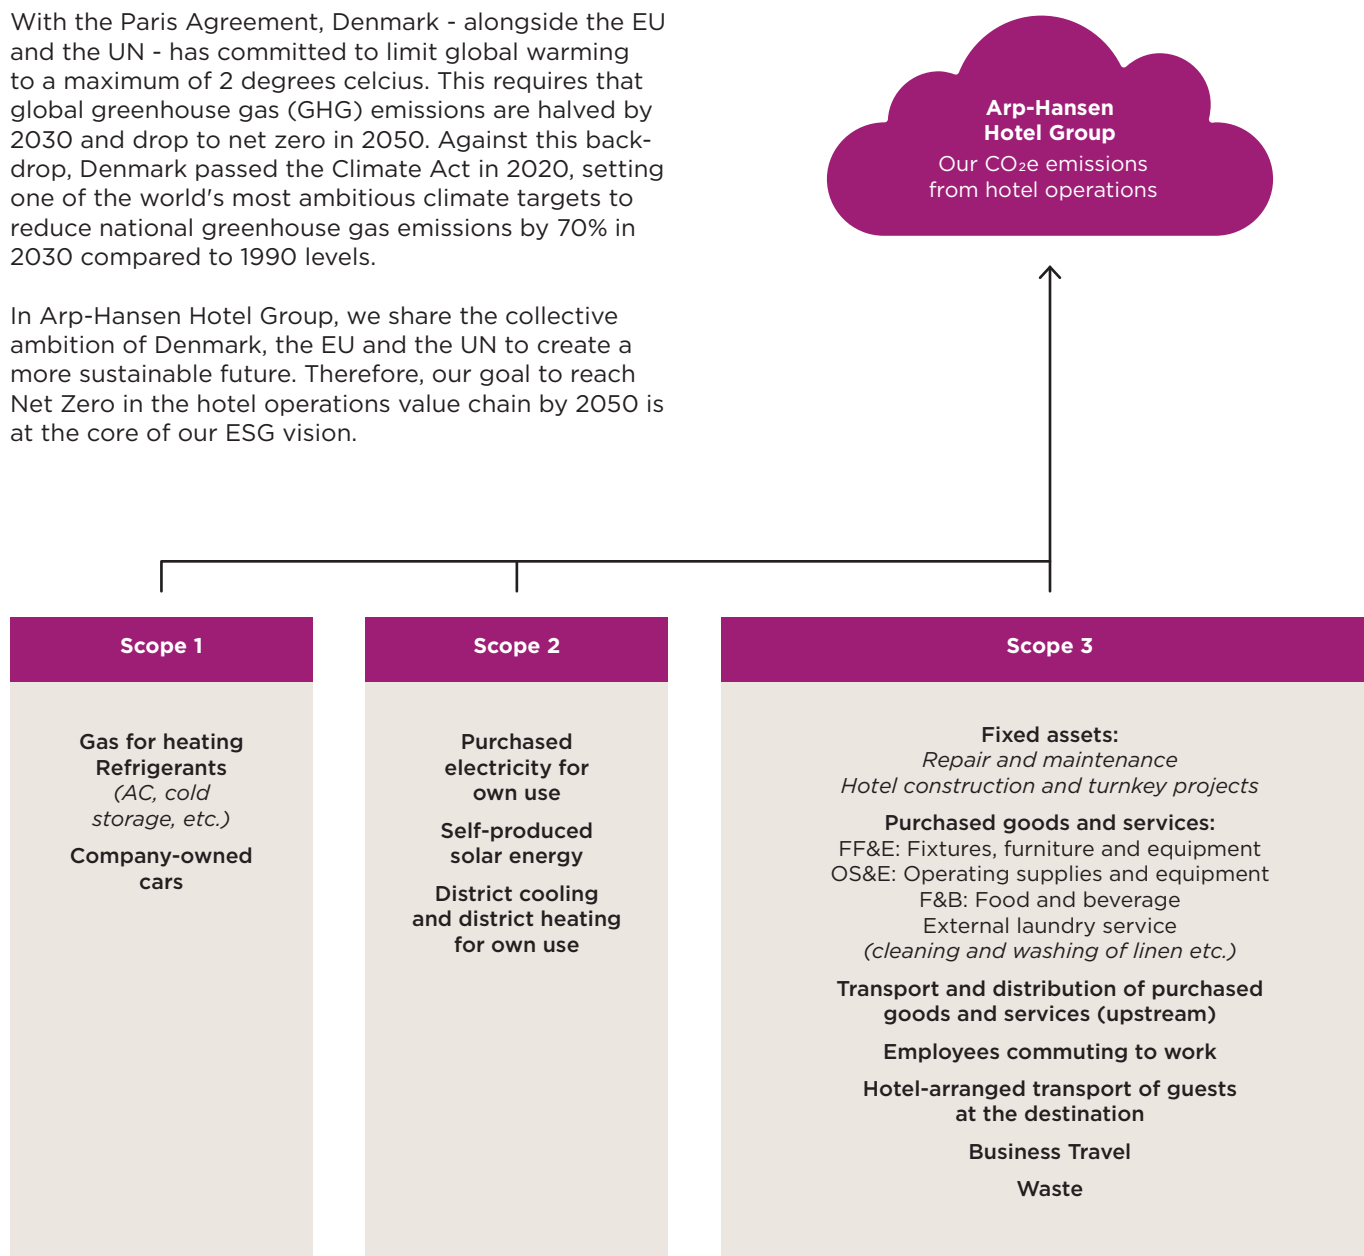 With the Paris Agreement, Denmark - alongside the EU
and the UN - has committed to limit global warming
to a maximum of 2 degrees celcius. This requires that
global greenhouse gas (GHG) emissions are halved by
2030 and drop to net zero in 2050. Against this back-
drop, Denmark passed the Climate Act in 2020, setting
one of the world's most ambitious climate targets to
reduce national greenhouse gas emissions by 70% in
2030 compared to 1990 levels.
In Arp-Hansen Hotel Group, we share the collective
ambition of Denmark, the EU and the UN to create a
more sustainable future. Therefore, our goal to reach
Net Zero in the hotel operations value chain by 2050 is
at the core of our ESG vision.
Arp-Hansen
Hotel Group
Our CO₂e emissions
from hotel operations
Scope 1
Gas for heating
Refrigerants
(AC, cold
storage, etc.)
Company-owned
cars
Scope 2
Purchased
electricity for
own use
Self-produced
solar energy
District cooling
and district heating
for own use
Scope 3
Fixed assets:
Repair and maintenance
Hotel construction and turnkey projects
Purchased goods and services:
FF&E: Fixtures, furniture and equipment
OS&E: Operating supplies and equipment
F&B: Food and beverage
External laundry service
(cleaning and washing of linen etc.)
Transport and distribution of purchased
goods and services (upstream)
Employees commuting to work
Hotel-arranged transport of guests
at the destination
Business Travel
Waste